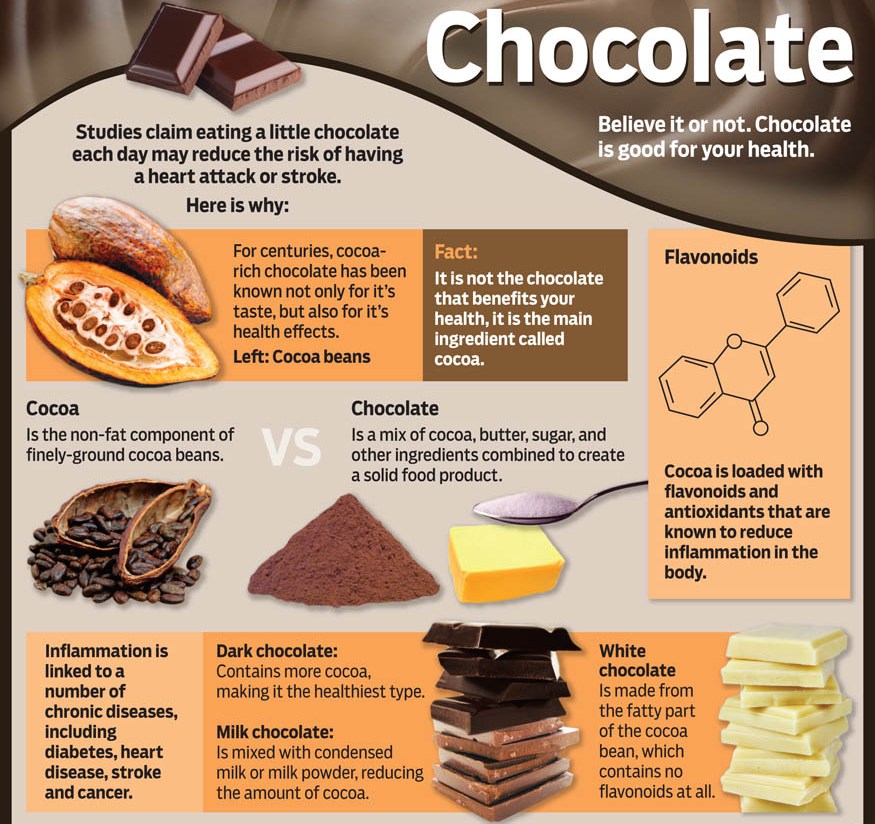 Chocolate
Believe it or not. Chocolate
is good for your health.
Studies claim eating a little chocolate
each day may reduce the risk of having
a heart attack or stroke.
Here is why:
For centuries, cocoa-
rich chocolate has been
known not only for it's
taste, but also for it's
health effects.
Left: Cocoa beans
Fact:
It is not the chocolate
that benefits your
health, it is the main
ingredient called
cocoa.
Flavonoids
O
O
Cocoa is loaded with
flavonoids and
antioxidants that are
known to reduce
inflammation in the
body.
Cocoa
Is the non-fat component of
finely-ground cocoa beans.
VS
Chocolate
Is a mix of cocoa, butter, sugar, and
other ingredients combined to create
a solid food product.
Inflammation is
linked to a
number of
chronic diseases,
including
diabetes, heart
disease, stroke
and cancer.
Dark chocolate:
Contains more cocoa,
making it the healthiest type.
Milk chocolate:
Is mixed with condensed
milk or milk powder, reducing
the amount of cocoa.
White
chocolate
Is made from
the fatty part
of the cocoa
bean, which
contains no
flavonoids at all.